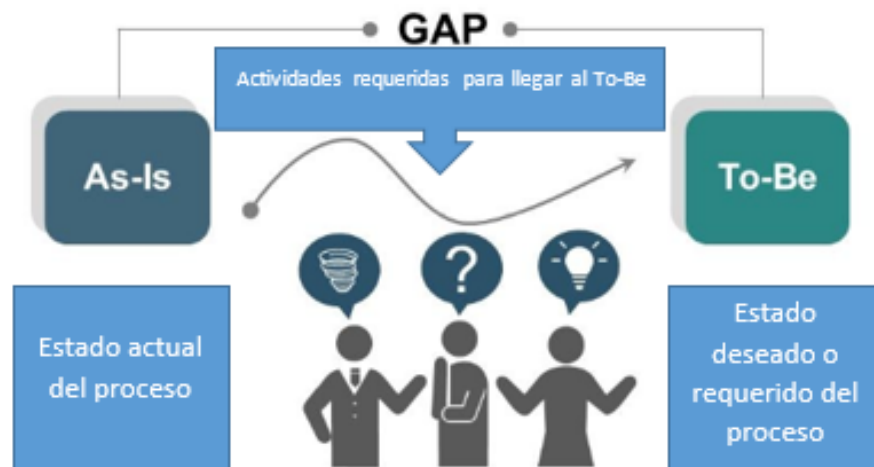 GAP
Actividades requeridas para llegar al To-Be
As-Is
To-Be
?
Estado actual
del proceso
Estado
deseado o
requerido del
proceso